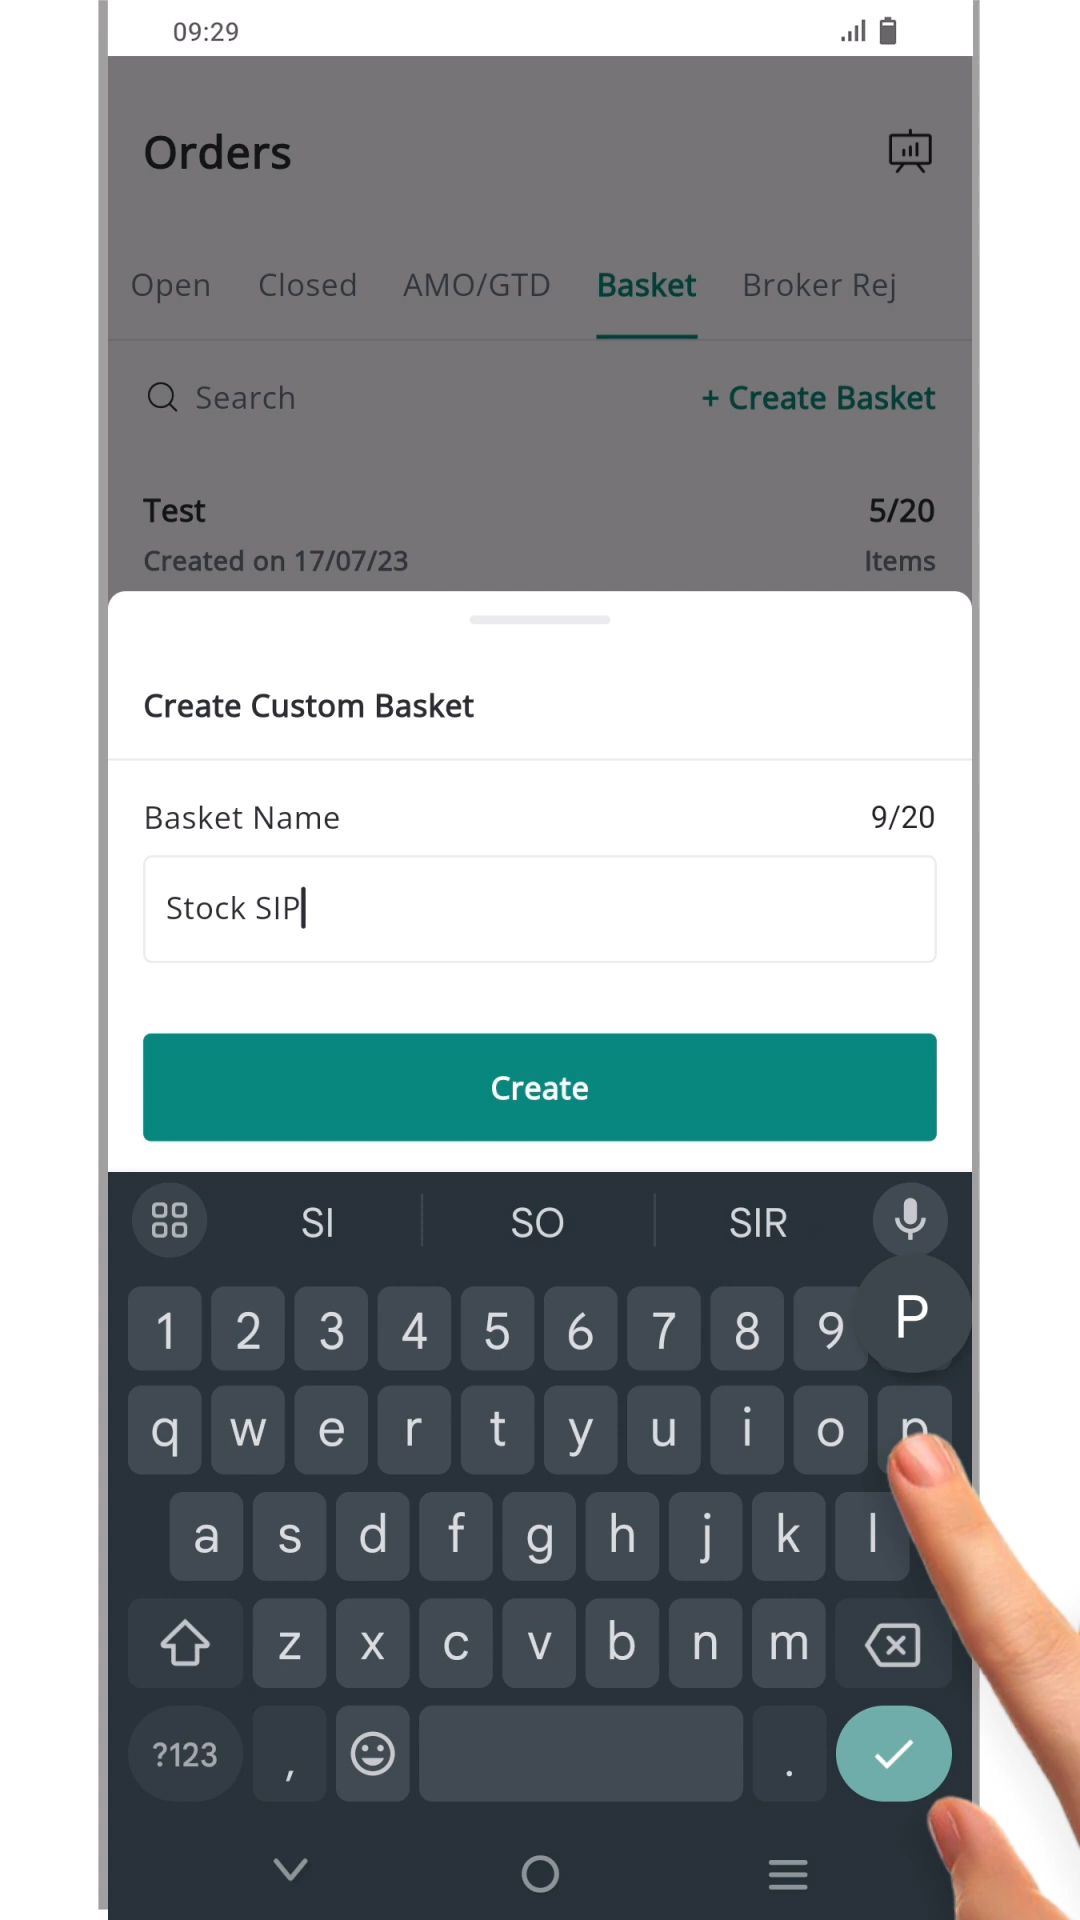 09:29
Orders
Open Closed AMO/GTD Basket Broker Rej
Search + Create Basket
Test 5/20
Created on 17/07/23 Items
Create Custom Basket
Basket Name 9/20
Stock SIP
Create
SI SO SIR
P
1 2 3 4 5 6 7 8 9
q w e r t y u i o p
a s d f g h j k l
z x c v b n m
?123 , .